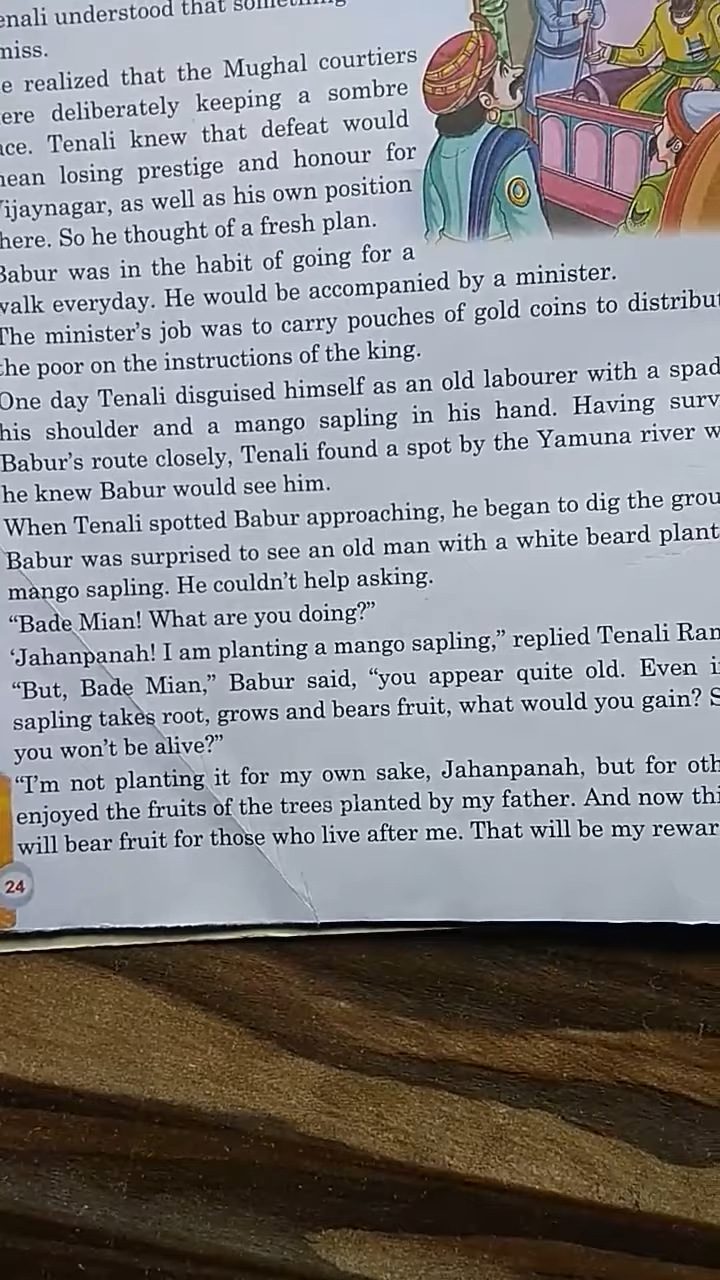 enali understood that something
miss.
e realized that the Mughal courtiers
ere deliberately keeping a sombre
ace. Tenali knew that defeat would
nean losing prestige and honour for
Vijaynagar, as well as his own position
here. So he thought of a fresh plan.
Babur was in the habit of going for a
walk everyday. He would be accompanied by a minister.
The minister's job was to carry pouches of gold coins to distribut
the poor on the instructions of the king.
One day Tenali disguised himself as an old labourer with a spad
his shoulder and a mango sapling in his hand. Having surv
Babur's route closely, Tenali found a spot by the Yamuna river w
he knew Babur would see him.
When Tenali spotted Babur approaching, he began to dig the grou
Babur was surprised to see an old man with a white beard plant
mango sapling. He couldn't help asking.
“Bade Mian! What are you doing?”
‘Jahanpanah! I am planting a mango sapling,” replied Tenali Ram
“But, Bade Mian,” Babur said, “you appear quite old. Even i
sapling takes root, grows and bears fruit, what would you gain? S
you won't be alive?”
“I'm not planting it for my own sake, Jahanpanah, but for oth
enjoyed the fruits of the trees planted by my father. And now thi
will bear fruit for those who live after me. That will be my rewar
24